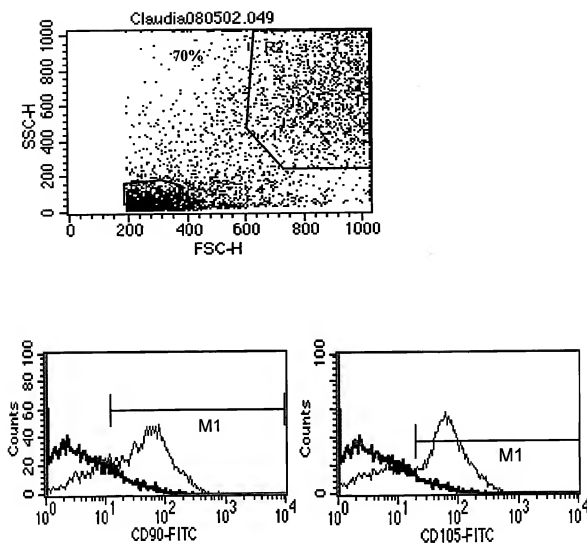 Claudia080502.049
70%
R2
SSC-H
1000
800
600
400
200
0
0 200 400 600 800 1000
FSC-H
Counts
100
80
60
40
20
0
M1
10^0 10^1 10^2 10^3 10^4
CD90-FITC
Counts
100
0
M1
10^0 10^1 10^2 10^3 10^4
CD105-FITC